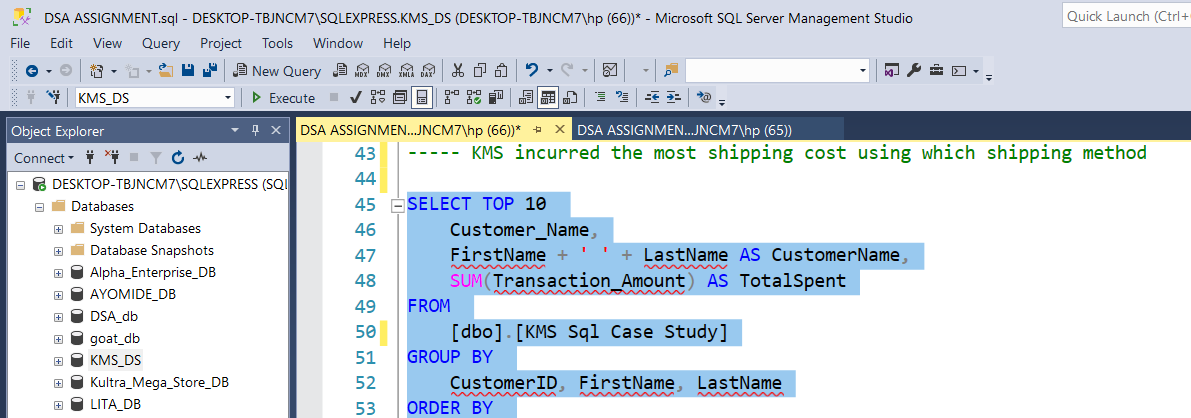 DSA ASSIGNMENT.sql - DESKTOP-TBJNCM7\SQLEXPRESS.KMS_DS (DESKTOP-TBJNCM7\hp (66))* - Microsoft SQL Server Management Studio
Quick Launch (Ctrl+
File Edit View Query Project Tools Window Help
New Query MDX DMX XMLA DAX
KMS_DS Execute
Object Explorer
DSA ASSIGNMEN...JNCM7\hp (66))* DSA ASSIGNMEN...JNCM7\hp (65))
Connect
DESKTOP-TBJNCM7\SQLEXPRESS (SQl
Databases
System Databases
Database Snapshots
Alpha_Enterprise_DB
AYOMIDE_DB
DSA_db
goat_db
KMS_DS
Kultra_Mega_Store_DB
LITA_DB
43 ----- KMS incurred the most shipping cost using which shipping method
44
45 SELECT TOP 10
46 Customer_Name,
47 FirstName + ' ' + LastName AS CustomerName,
48 SUM(Transaction_Amount) AS TotalSpent
49 FROM
50 [dbo].[KMS Sql Case Study]
51 GROUP BY
52 CustomerID, FirstName, LastName
53 ORDER BY